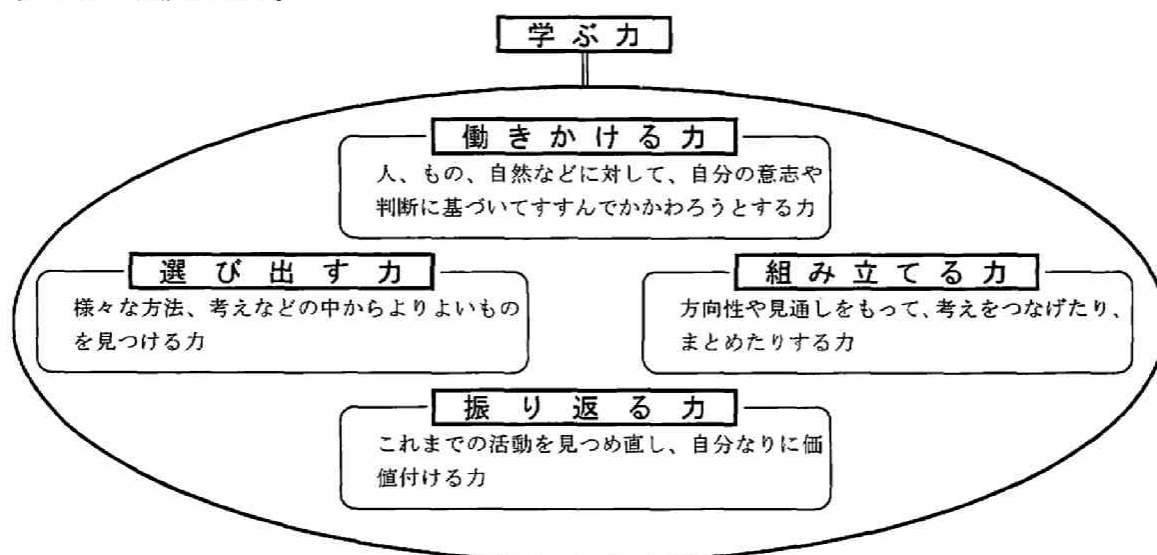 学ぶ力
働きかける力
人、もの、自然などに対して、自分の意志や
判断に基づいてすすんでかかわろうとする力
選び出す力
様々な方法、考えなどの中からよりよいもの
を見つける力
組み立てる力
方向性や見通しをもって、考えをつなげたり、
まとめたりする力
振り返る力
これまでの活動を見つめ直し、自分なりに価
値付ける力